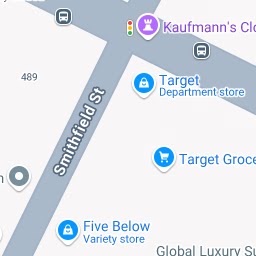 Kaufmann's Clo
489
Target
Department store
Smithfield St
Target Groce
Five Below
Variety store
Global Luxury Su